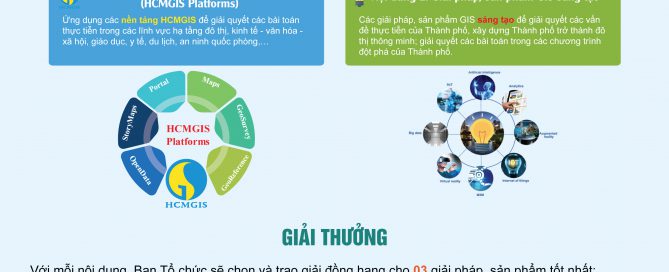 (HCMGIS Platforms)
Ứng dụng các nền tảng HCMGIS để giải quyết các bài toán
thực tiễn trong các lĩnh vực hạ tầng đô thị, kinh tế - văn hóa -
xã hội, giáo dục, y tế, du lịch, an ninh quốc phòng,...
Các giải pháp, sản phẩm GIS sáng tạo để giải quyết các vấn
đề thực tiễn của Thành phố, xây dựng Thành phố trở thành đô
thị thông minh; giải quyết các bài toán trong các chương trình
đột phá của Thành phố.
Portal
Maps
StoryMaps
GeoSurvey
OpenData
GeoReference
HCMGIS
Platforms
HCMGIS
Artificial intelligence
IIOT
Analytics
Big data
Augmented
reality
Virtual reality
Internet of things
GIẢI THƯỞNG
Với mỗi nội dung, Ban Tổ chức sẽ chọn và trao giải đồng hạng cho 03 giải pháp, sản phẩm tốt nhất: